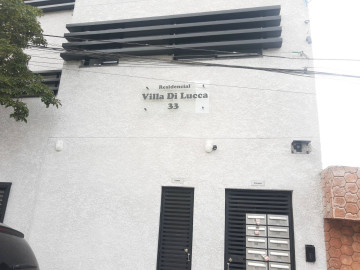 Residencial
Villa Di Lucca
33